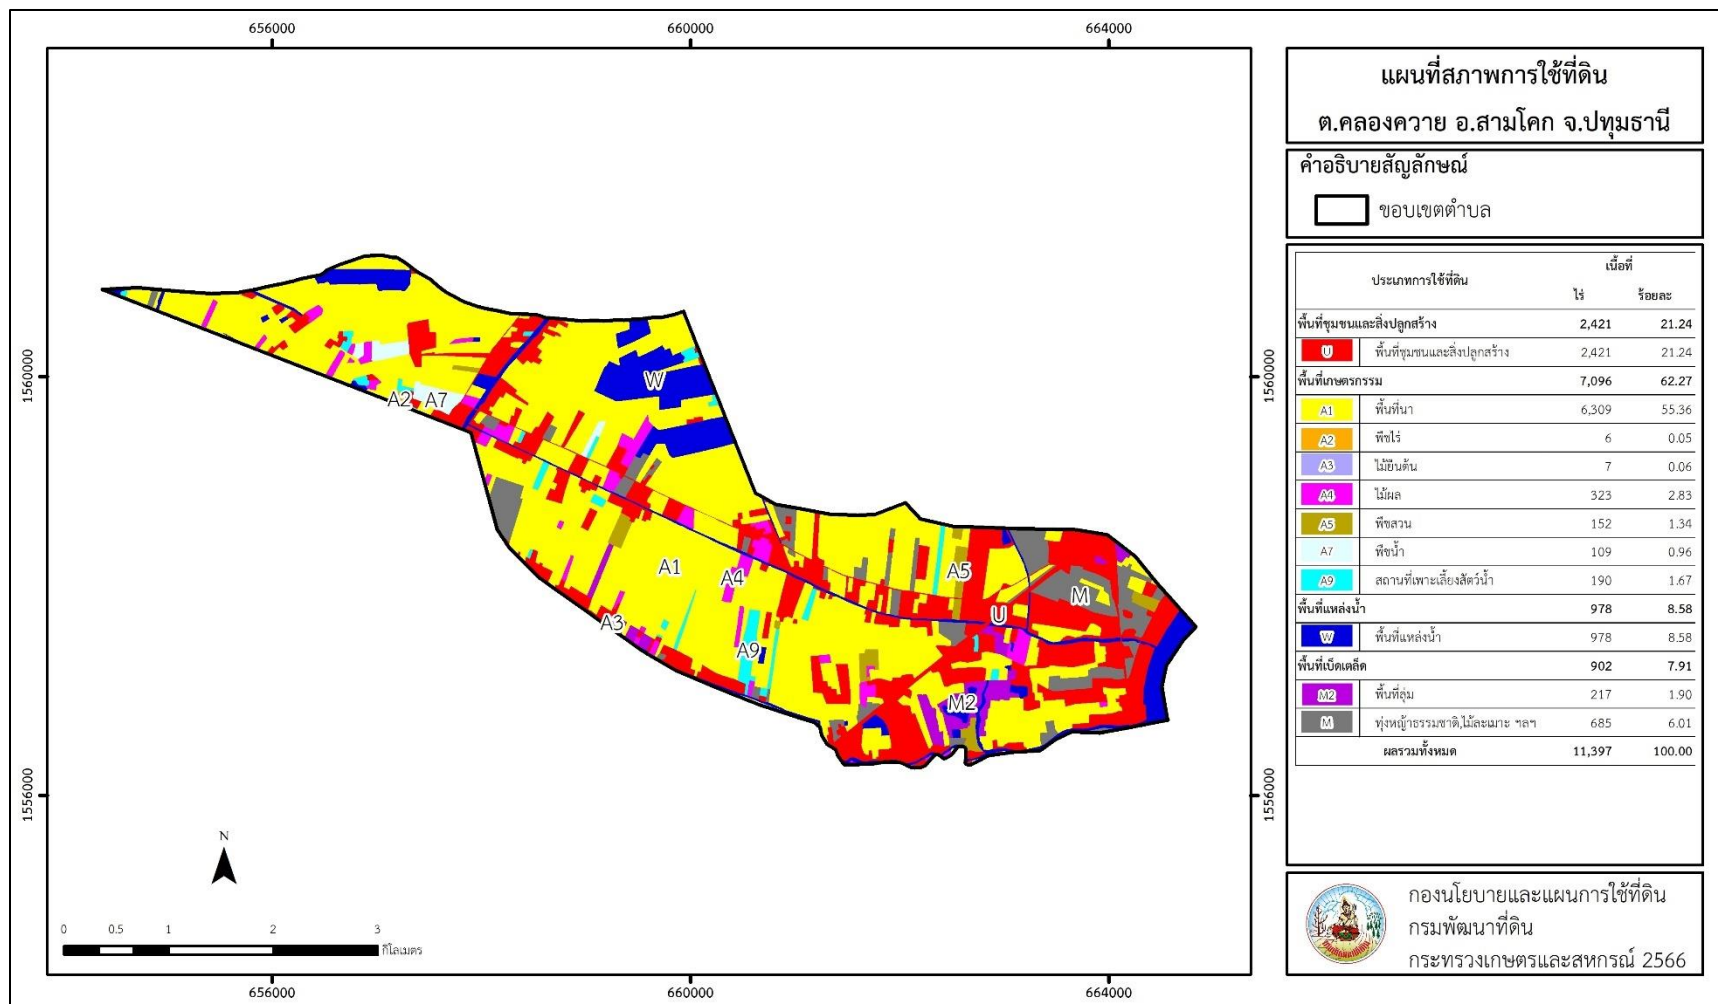 656000
660000
664000
1560000
1556000
1560000
1556000
W
A2
A7
A1
A4
A5
M
A3
U
A9
M2
N
0
0.5
1
2
3
กิโลเมตร
656000
660000
664000
แผนที่สภาพการใช้ที่ดิน
ต.คลองควาย อ.สามโคก จ.ปทุมธานี
คำอธิบายสัญลักษณ์
ขอบเขตตำบล
ประเภทการใช้ที่ดิน เนื้อที่
ไร่ ร้อยละ
พื้นที่ชุมชนและสิ่งปลูกสร้าง 2,421 21.24
U พื้นที่ชุมชนและสิ่งปลูกสร้าง 2,421 21.24
พื้นที่เกษตรกรรม 7,096 62.27
A1 พื้นที่นา 6,309 55.36
A2 พืชไร่ 6 0.05
A3 ไม้ยืนต้น 7 0.06
A4 ไม้ผล 323 2.83
A5 พืชสวน 152 1.34
A7 พืชน้ำ 109 0.96
A9 สถานที่เพาะเลี้ยงสัตว์น้ำ 190 1.67
พื้นที่แหล่งน้ำ 978 8.58
W พื้นที่แหล่งน้ำ 978 8.58
พื้นที่เบ็ดเตล็ด 902 7.91
M2 พื้นที่ลุ่ม 217 1.90
M ทุ่งหญ้าธรรมชาติ,ไม้ละเมาะ ฯลฯ 685 6.01
ผลรวมทั้งหมด 11,397 100.00
กองนโยบายและแผนการใช้ที่ดิน
กรมพัฒนาที่ดิน
กระทรวงเกษตรและสหกรณ์ 2566